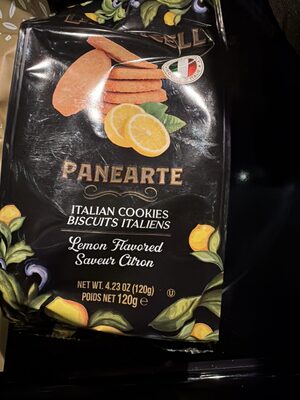 PANEARTE
ITALIAN COOKIES
BISCUITS ITALIENS
Lemon Flavored
Saveur Citron
NET WT. 4.23 OZ (120g)
POIDS NET 120g ℮
U